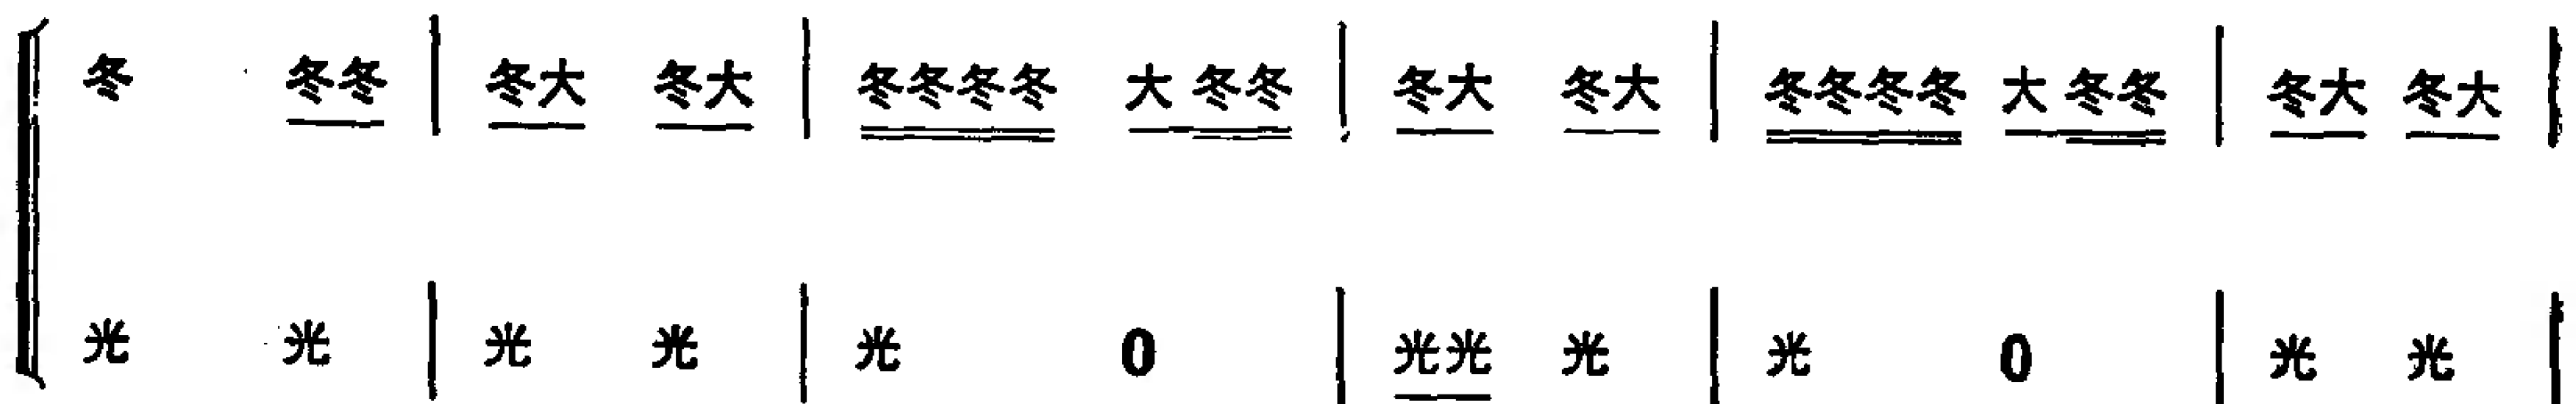 冬 冬冬 | 冬大 冬大 | 冬冬冬冬 大 冬冬 | 冬大 冬大 | 冬冬冬冬 大 冬冬 | 冬大 冬大 |
光 光 | 光 光 | 光 0 | 光光 光 | 光 0 | 光 光 |